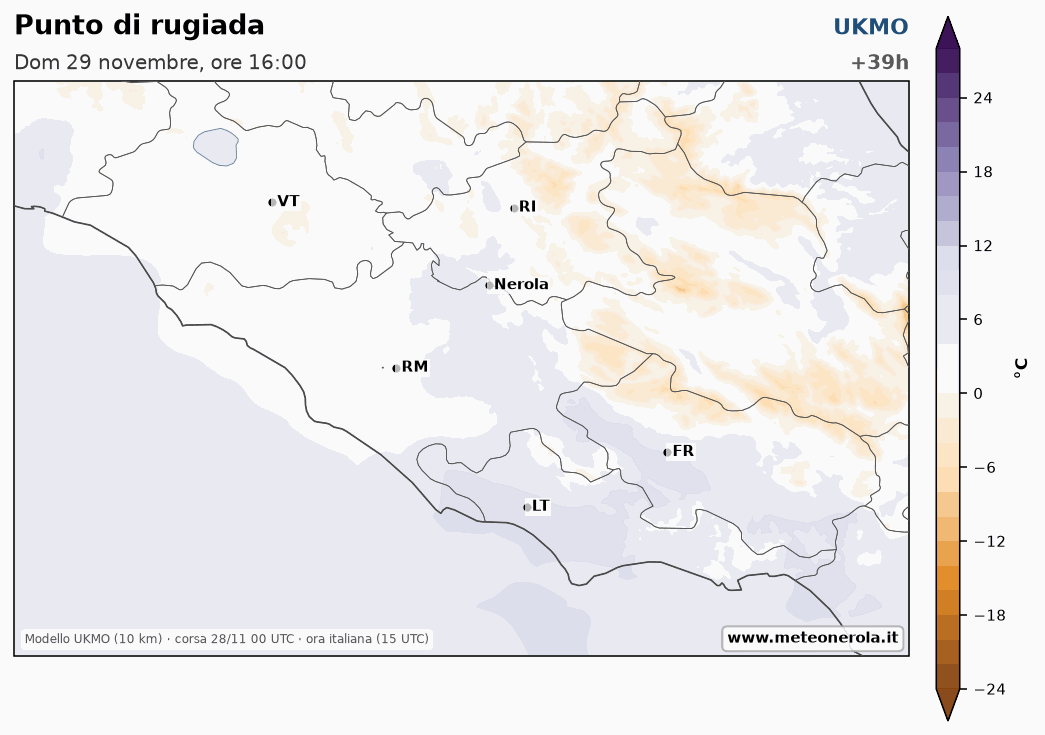 Punto di rugiada
UKMO
Dom 29 novembre, ore 16:00
+39h
VT
RI
Nerola
RM
FR
LT
24
18
12
6
0
−6
−12
−18
−24
°C
Modello UKMO (10 km) · corsa 28/11 00 UTC · ora italiana (15 UTC)
www.meteonerola.it